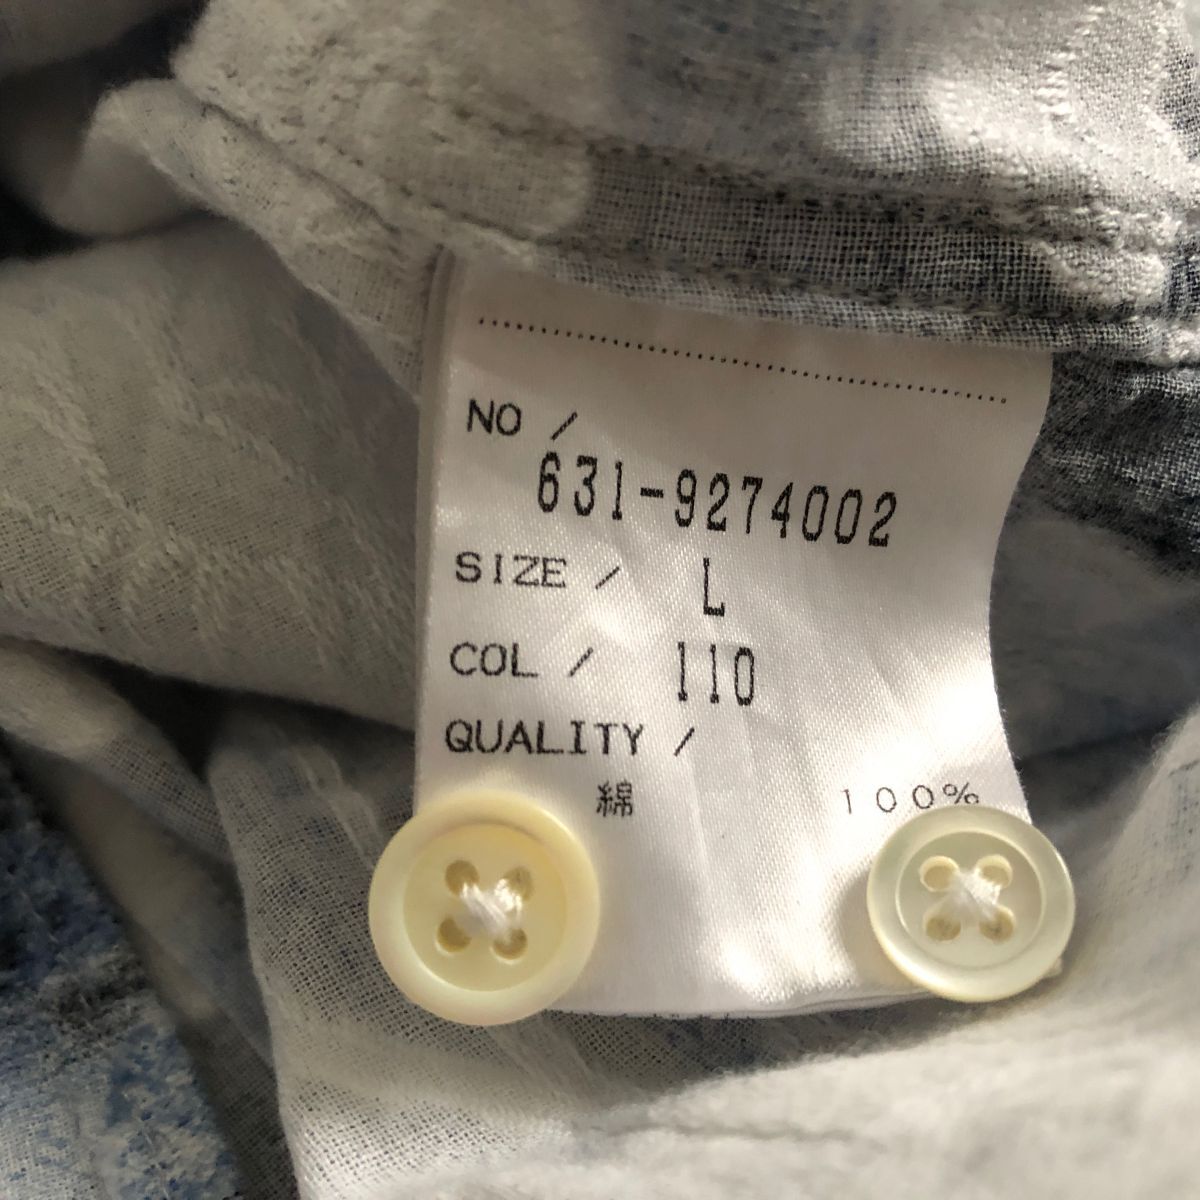 NO /
631-9274002
SIZE / L
COL / 110
QUALITY /
綿 100%